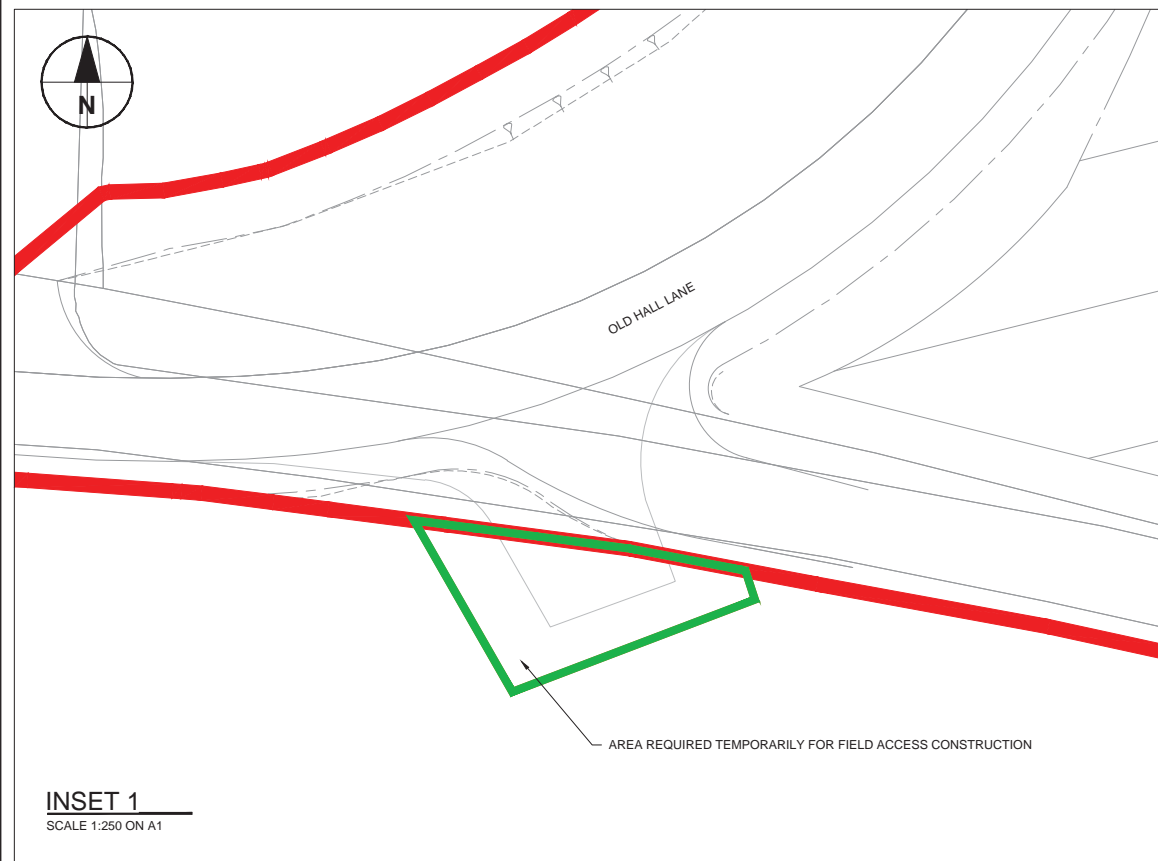 N
OLD HALL LANE
AREA REQUIRED TEMPORARILY FOR FIELD ACCESS CONSTRUCTION
INSET 1
SCALE 1:250 ON A1